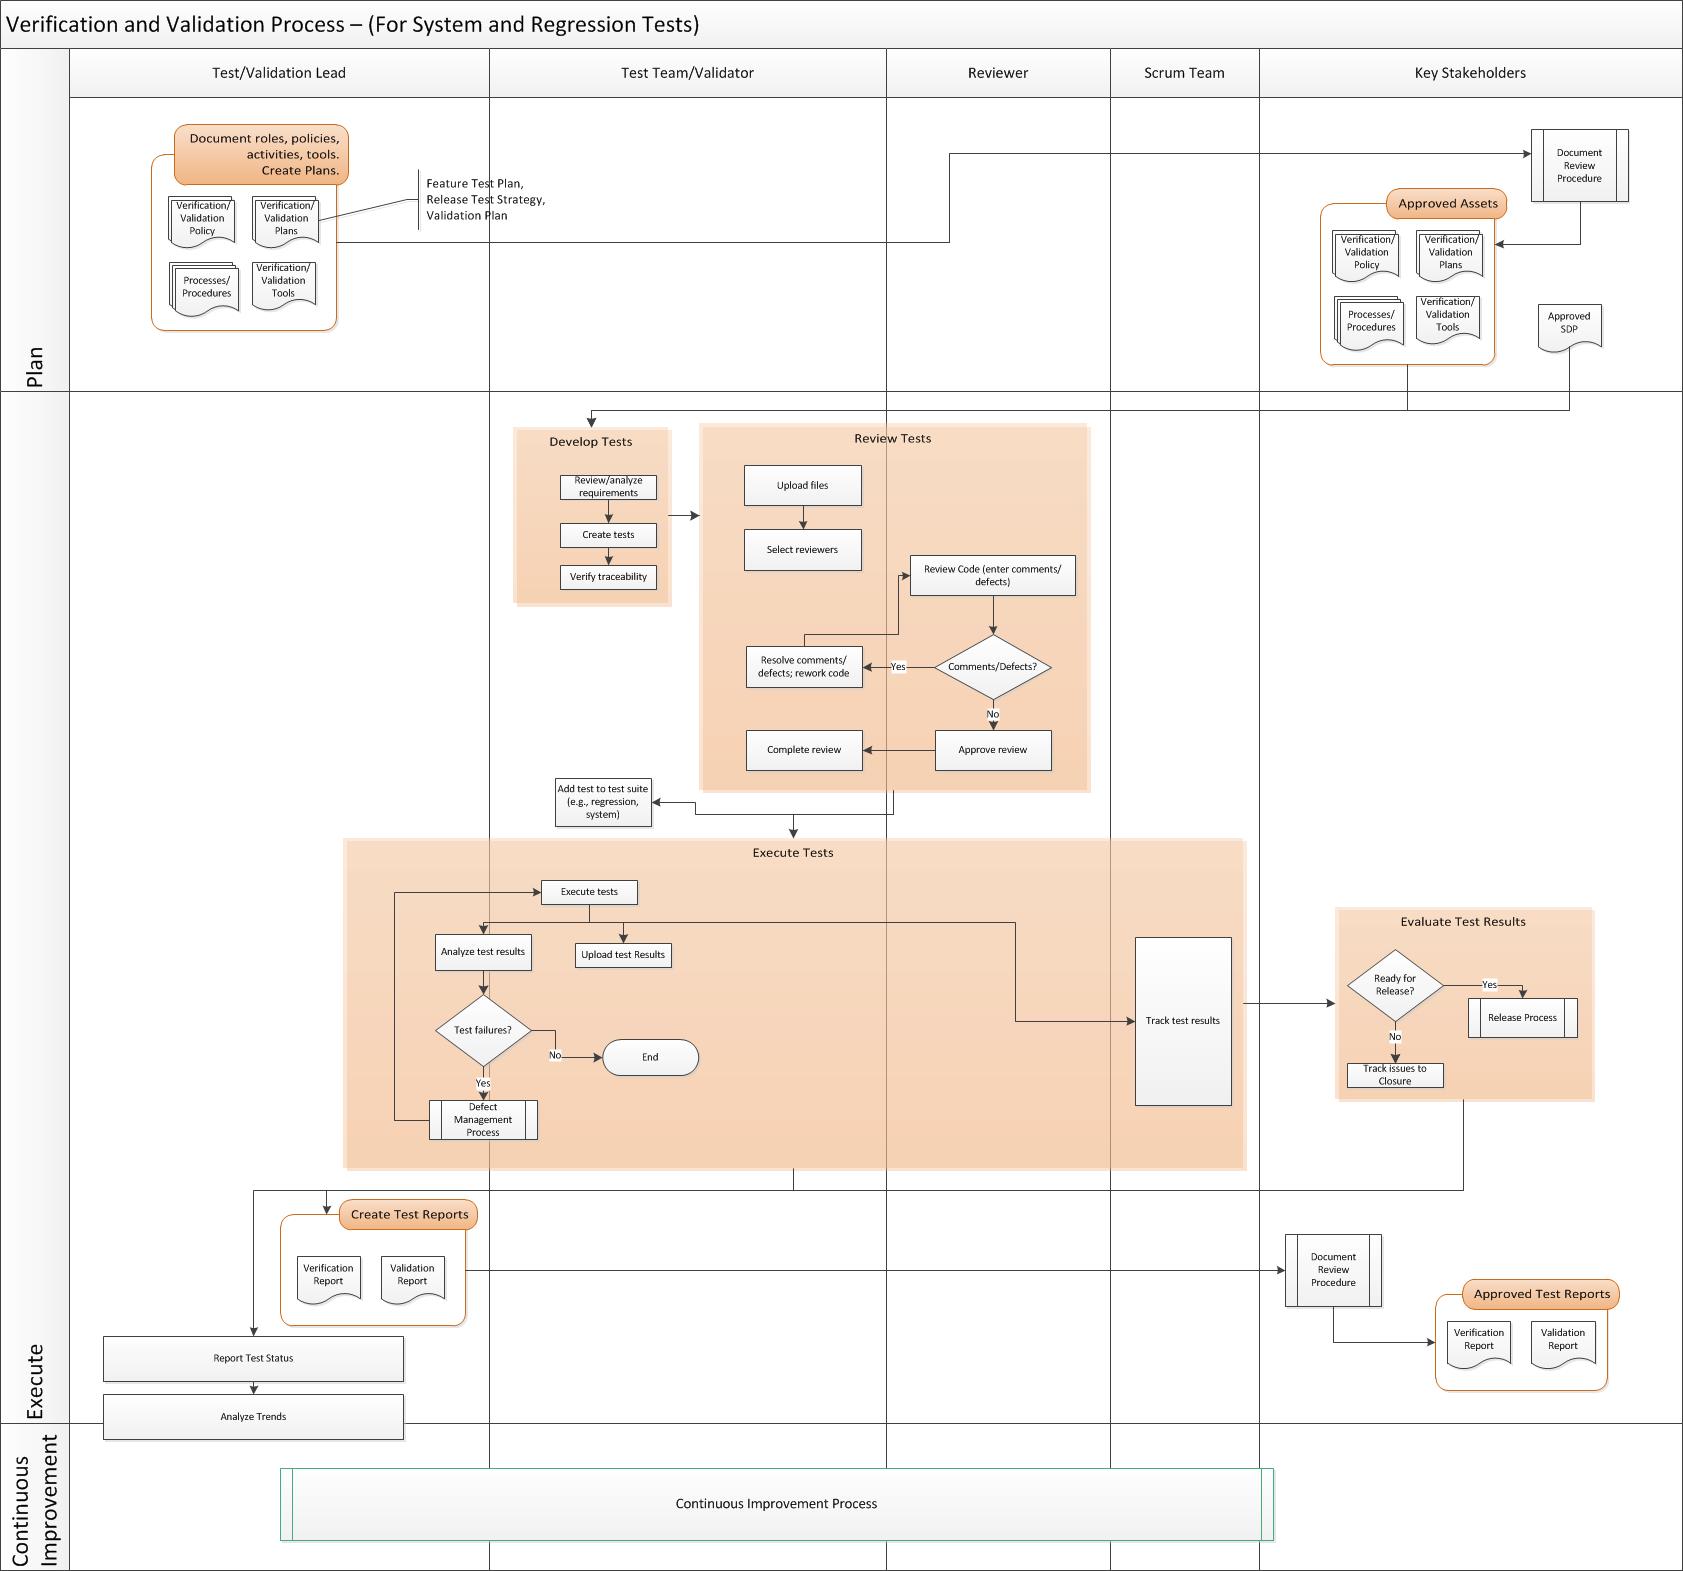 Verification and Validation Process – (For System and Regression Tests)
Test/Validation Lead
Test Team/Validator
Reviewer
Scrum Team
Key Stakeholders
Plan
Document roles, policies,
activities, tools.
Create Plans.
Verification/
Validation
Policy
Verification/
Validation
Plans
Processes/
Procedures
Verification/
Validation
Tools
Feature Test Plan,
Release Test Strategy,
Validation Plan
Document
Review
Procedure
Approved Assets
Verification/
Validation
Policy
Verification/
Validation
Plans
Processes/
Procedures
Verification/
Validation
Tools
Approved
SDP
Execute
Develop Tests
Review/analyze
requirements
Create tests
Verify traceability
Review Tests
Upload files
Select reviewers
Review Code (enter comments/
defects)
Comments/Defects?
Yes
Resolve comments/
defects; rework code
No
Approve review
Complete review
Add test to test suite
(e.g., regression,
system)
Execute Tests
Execute tests
Analyze test results
Upload test Results
Test failures?
No
End
Yes
Defect
Management
Process
Track test results
Evaluate Test Results
Ready for
Release?
Yes
Release Process
No
Track issues to
Closure
Create Test Reports
Verification
Report
Validation
Report
Document
Review
Procedure
Approved Test Reports
Verification
Report
Validation
Report
Report Test Status
Analyze Trends
Continuous
Improvement
Continuous Improvement Process